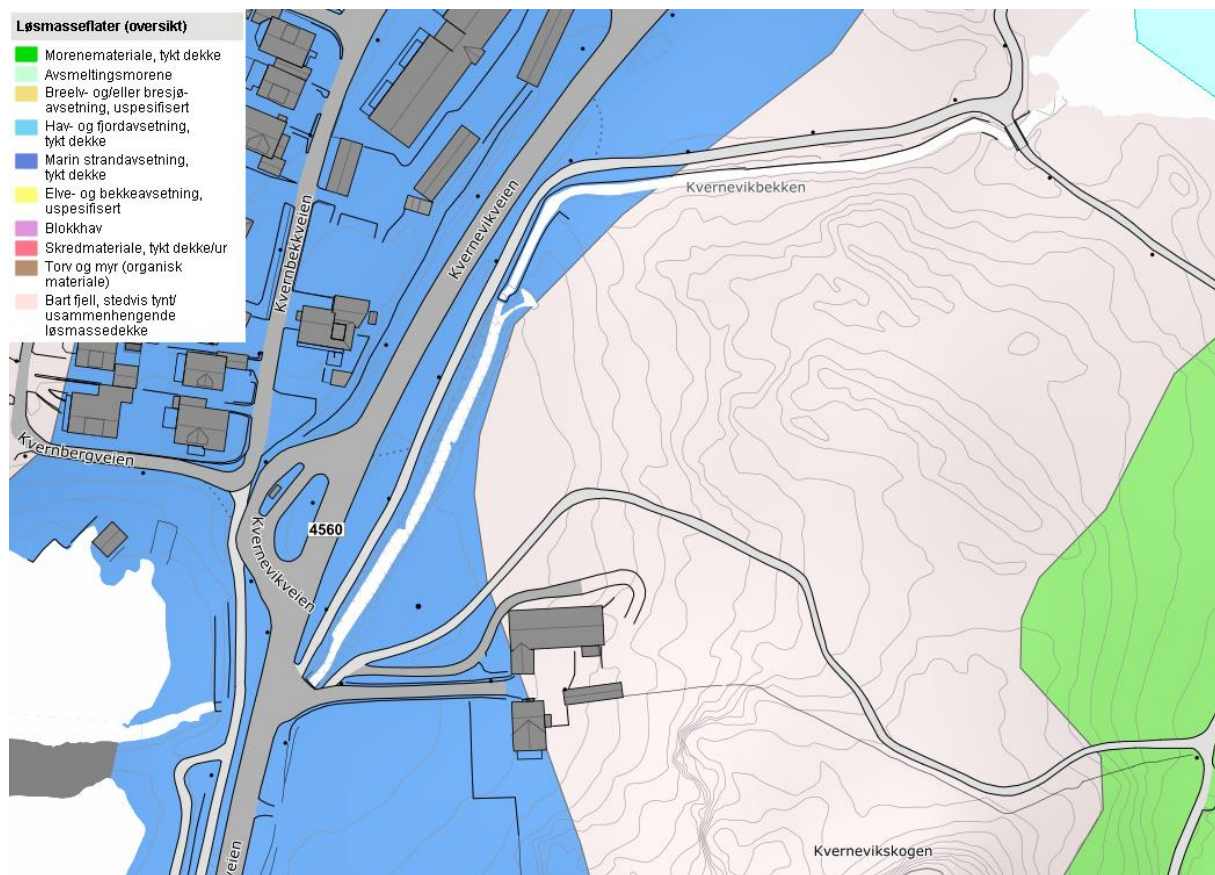 Løsmasseflater (oversikt)
Morenemateriale, tykt dekke
Avsmeltingsmorene
Breelv- og/eller bresjø-
avsetning, uspesifisert
Hav- og fjordavsetning,
tykt dekke
Marin strandavsetning,
tykt dekke
Elve- og bekkeavsetning,
uspesifisert
Blokkhav
Skredmateriale, tykt dekke/ur
Torv og myr (organisk
materiale)
Bart fjell, stedvis tynt/
usammenhengende
løsmassedekke
Kvernevikbekken
Kvernevikveien
Kvernbekkveien
Kvernbergveien
4560
Kvernevikveien
Kvernevikskogen